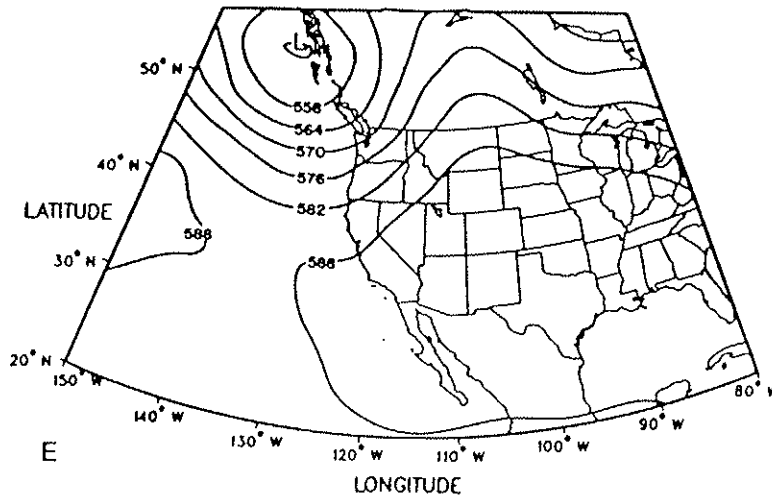 L
50° N
558
564
570
40° N
576
582
LATITUDE
588
30° N
588
20° N
150° W
80° W
140° W
90° W
130° W
100° W
120° W
110° W
E
LONGITUDE